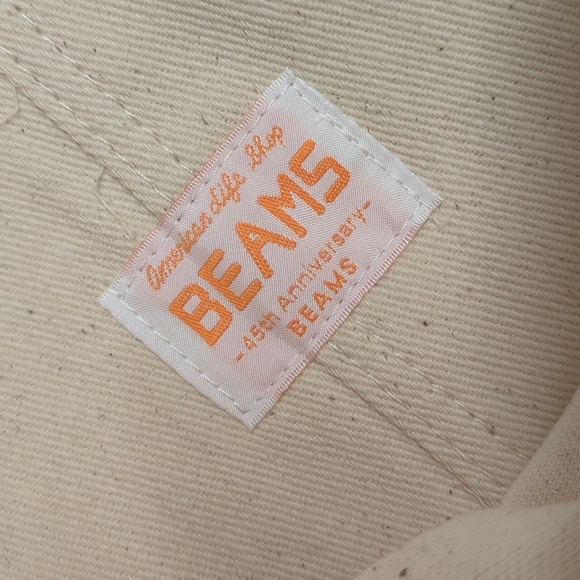 American Life Shop
BEAMS
-45th Anniversary-
BEAMS